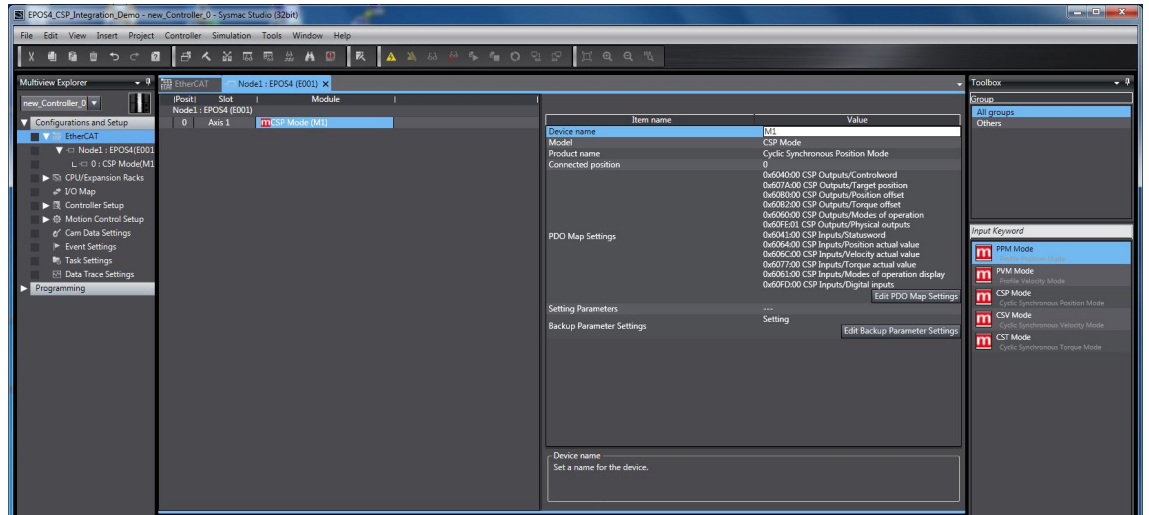 EPOS4_CSP_Integration_Demo - new_Controller_0 - Sysmac Studio (32bit)
File Edit View Insert Project Controller Simulation Tools Window Help
Multiview Explorer
new_Controller_0
Configurations and Setup
EtherCAT
Node1 : EPOS4(E001
0 : CSP Mode(M1
CPU/Expansion Racks
I/O Map
Controller Setup
Motion Control Setup
Cam Data Settings
Event Settings
Task Settings
Data Trace Settings
Programming
EtherCAT Node1 : EPOS4 (E001)
|Posit| Slot | Module | |
Node1 : EPOS4 (E001)
0 Axis 1 m CSP Mode (M1)
Item name Value
Device name M1
Model CSP Mode
Product name Cyclic Synchronous Position Mode
Connected position 0
PDO Map Settings
0x6040:00 CSP Outputs/Controlword
0x607A:00 CSP Outputs/Target position
0x60B0:00 CSP Outputs/Position offset
0x60B2:00 CSP Outputs/Torque offset
0x6060:00 CSP Outputs/Modes of operation
0x60FE:01 CSP Outputs/Physical outputs
0x6041:00 CSP Inputs/Statusword
0x6064:00 CSP Inputs/Position actual value
0x606C:00 CSP Inputs/Velocity actual value
0x6077:00 CSP Inputs/Torque actual value
0x6061:00 CSP Inputs/Modes of operation display
0x60FD:00 CSP Inputs/Digital inputs
Edit PDO Map Settings
Setting Parameters ---
Backup Parameter Settings Setting
Edit Backup Parameter Settings
Device name
Set a name for the device.
Toolbox
Group
All groups
Others
Input Keyword
m PPM Mode
Profile Position Mode
m PVM Mode
Profile Velocity Mode
m CSP Mode
Cyclic Synchronous Position Mode
m CSV Mode
Cyclic Synchronous Velocity Mode
m CST Mode
Cyclic Synchronous Torque Mode